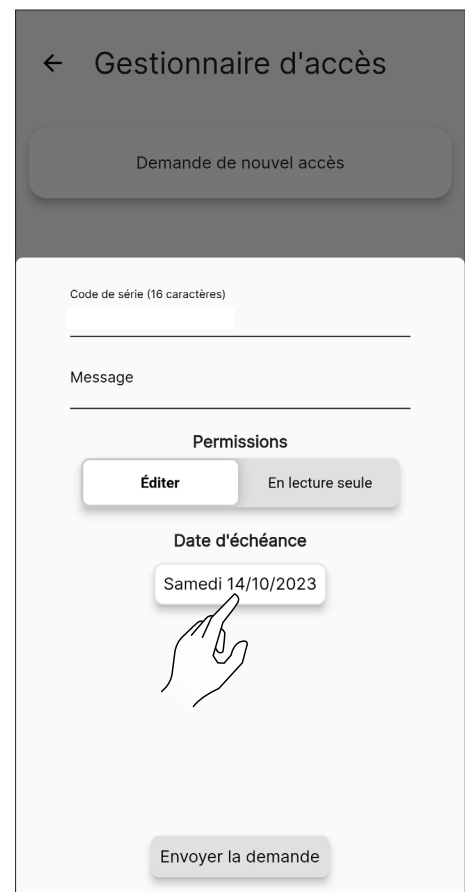 Gestionnaire d'accès
Demande de nouvel accès
Code de série (16 caractères)
Message
Permissions
Éditer
En lecture seule
Date d'échéance
Samedi 14/10/2023
Envoyer la demande